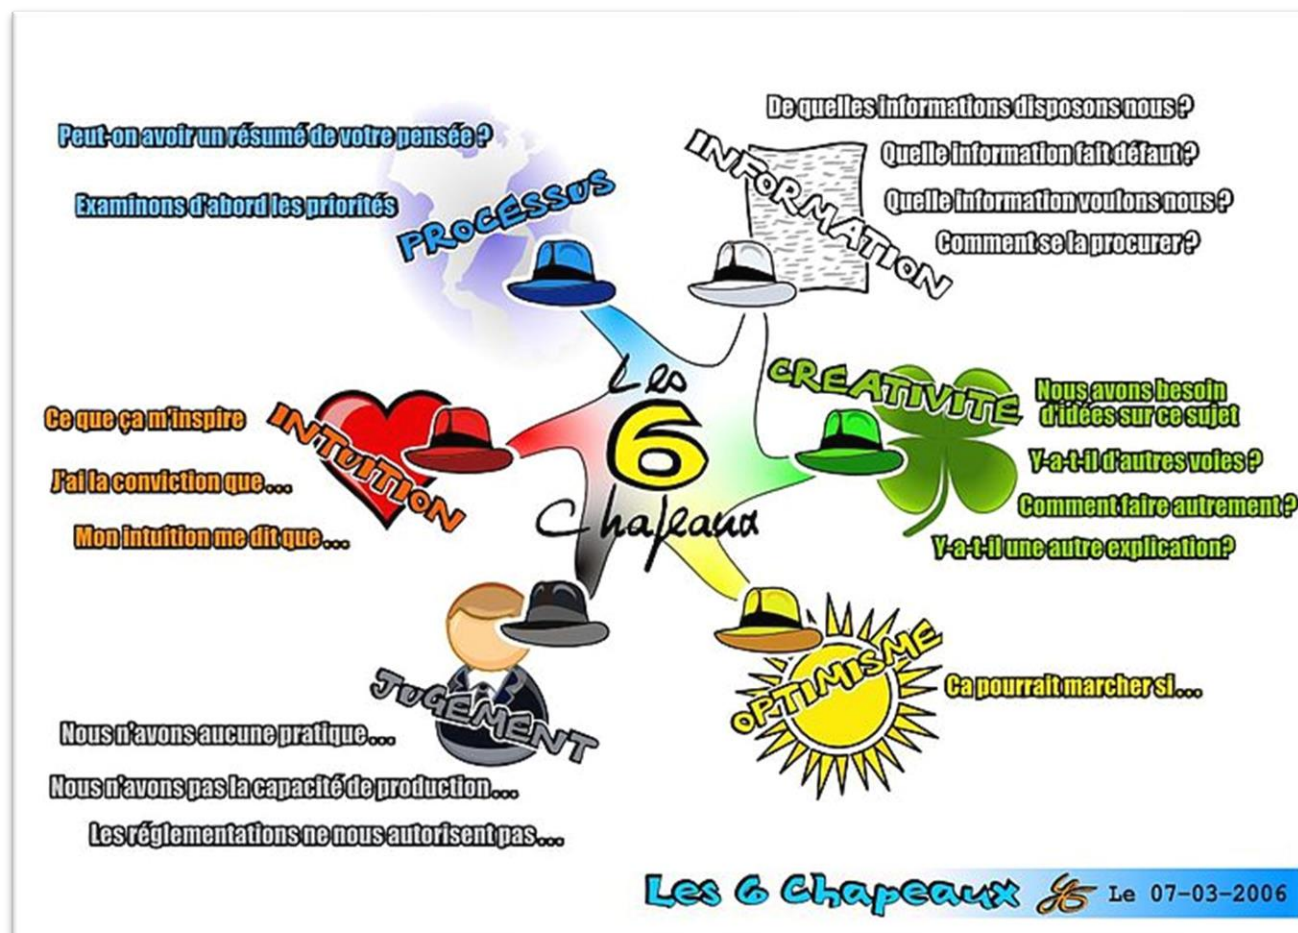 Peut-on avoir un résumé de votre pensée ?
Examinons d'abord les priorités
PROCESSUS
De quelles informations disposons nous ?
Quelle information fait défaut ?
Quelle information voulons nous ?
Comment se la procurer ?
INFORMATION
Les
6
Chapeaux
CREATIVITÉ
Nous avons besoin
d'idées sur ce sujet
Y-a-t-il d'autres voies ?
Comment faire autrement ?
Y-a-t-il une autre explication?
Ce que ça m'inspire
J'ai la conviction que...
Mon intuition me dit que...
INTUITION
JUGEMENT
Nous n'avons aucune pratique...
Nous n'avons pas la capacité de production...
Les réglementations ne nous autorisent pas...
OPTIMISME
Ca pourrait marcher si...
Les 6 Chapeaux Le 07-03-2006